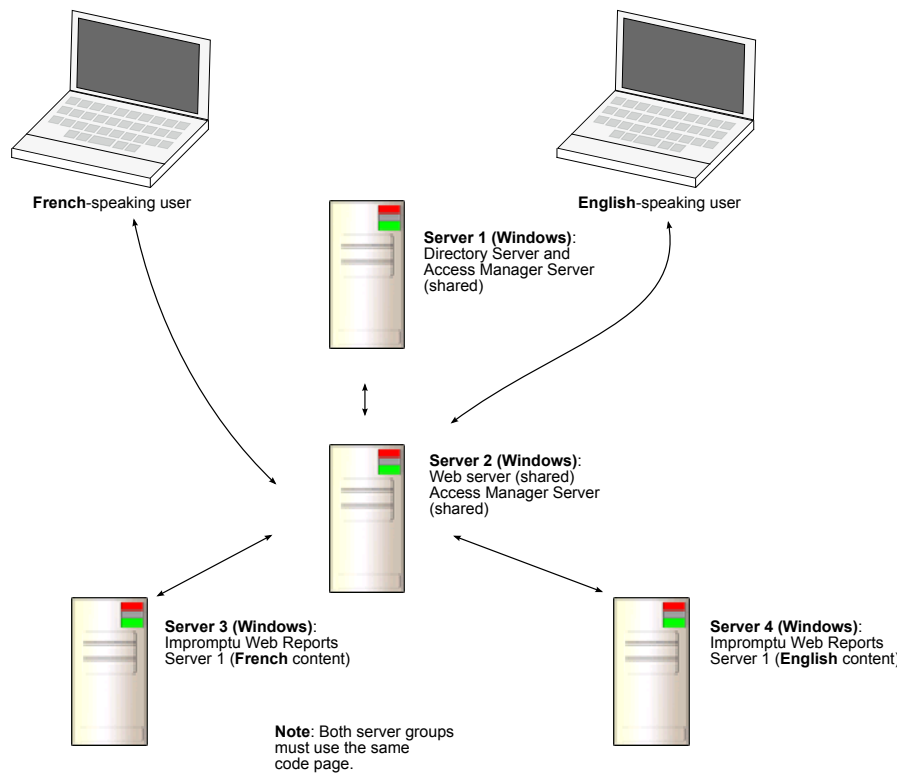 French-speaking user
English-speaking user
Server 1 (Windows):
Directory Server and
Access Manager Server
(shared)
Server 2 (Windows):
Web server (shared)
Access Manager Server
(shared)
Server 3 (Windows):
Impromptu Web Reports
Server 1 (French content)
Server 4 (Windows):
Impromptu Web Reports
Server 1 (English content)
Note: Both server groups
must use the same
code page.